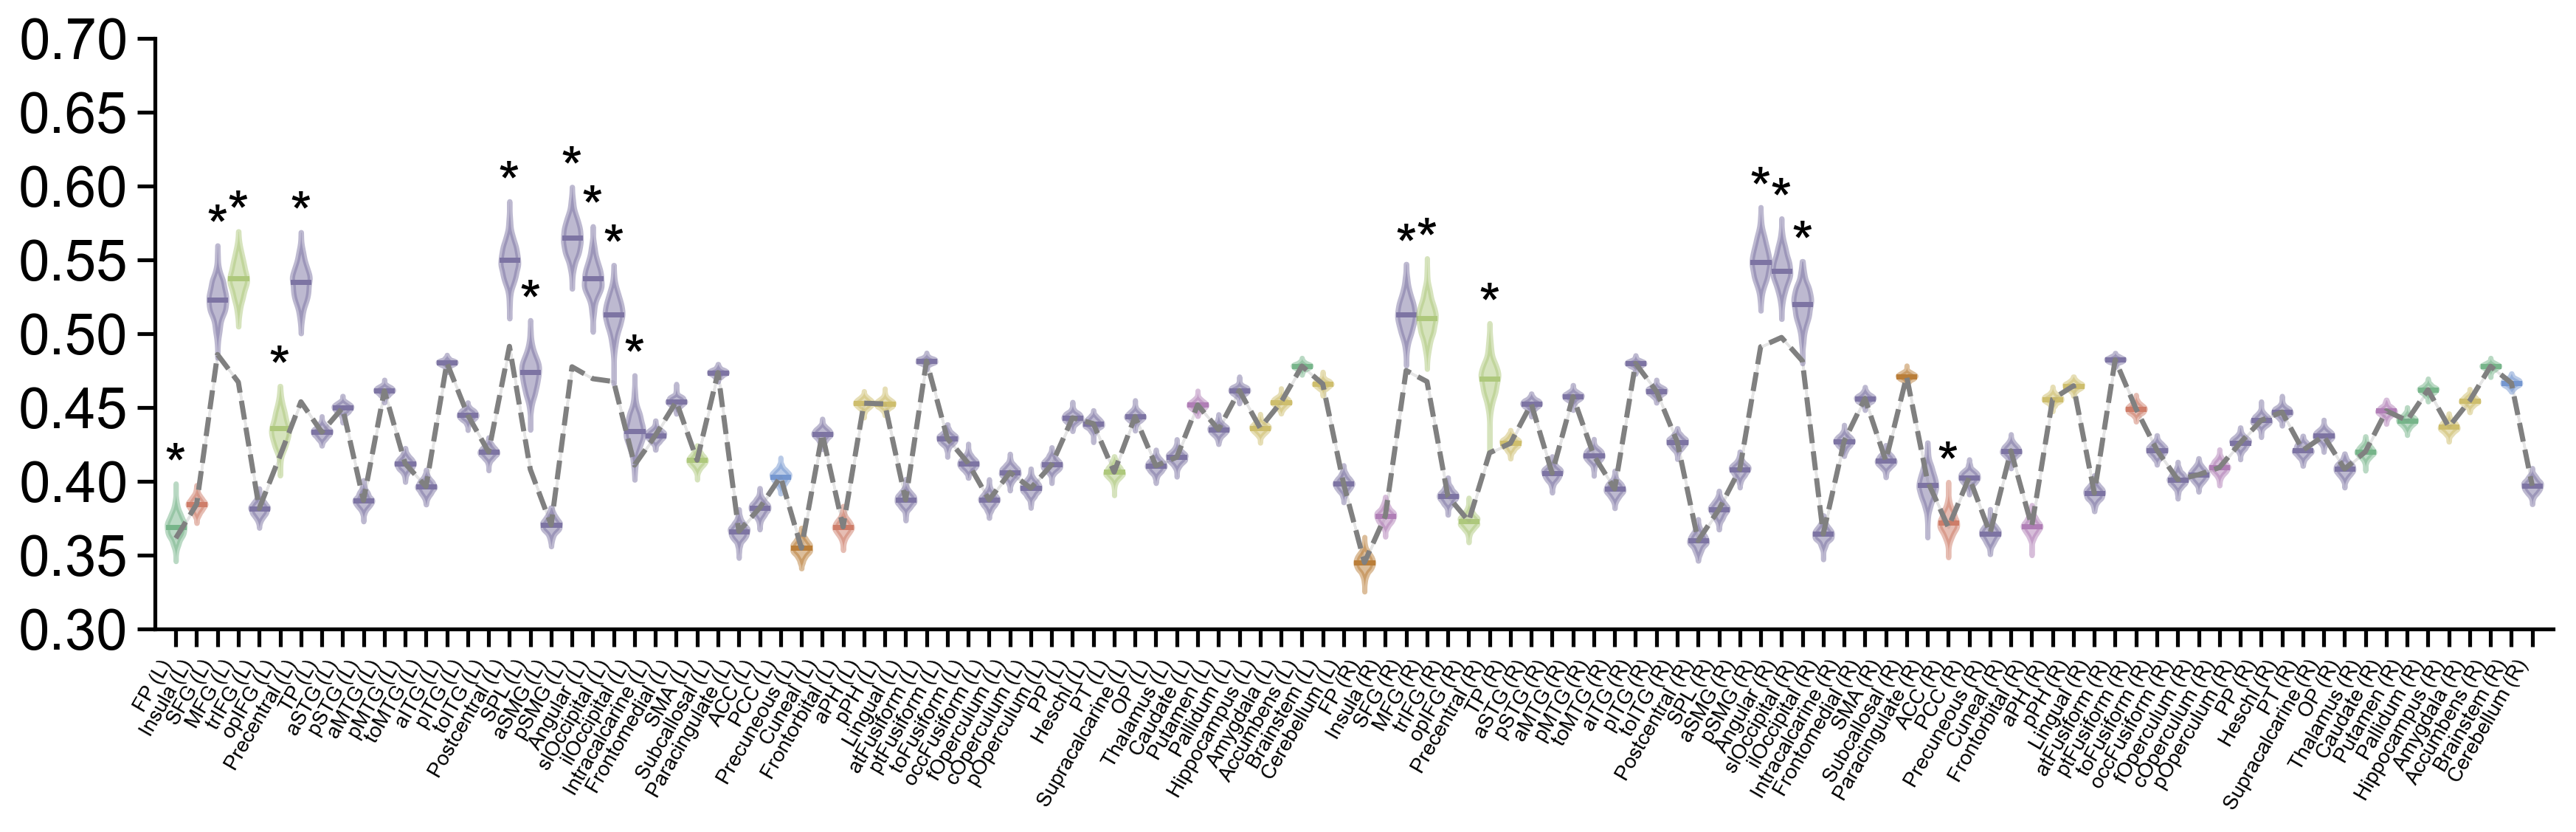 0.70
0.65
0.60
0.55
0.50
0.45
0.40
0.35
0.30
* * * * * * * * * * * * * * * * * * *
FP (L)
Insula (L)
SFG (L)
MFG (L)
triFG (L)
opIFG (L)
Precentral (L)
TP (L)
aSTG (L)
pSTG (L)
aMTG (L)
pMTG (L)
toMTG (L)
aITG (L)
pITG (L)
toITG (L)
Postcentral (L)
SPL (L)
aSMG (L)
pSMG (L)
Angular (L)
slOccipital (L)
ilOccipital (L)
Intracalcarine (L)
Frontomedial (L)
SMA (L)
Subcallosal (L)
Paracingulate (L)
ACC (L)
PCC (L)
Precuneous (L)
Cuneal (L)
Frontorbital (L)
aPH (L)
pPH (L)
Lingual (L)
atFusiform (L)
ptFusiform (L)
toFusiform (L)
occFusiform (L)
fOperculum (L)
cOperculum (L)
pOperculum (L)
PP (L)
Heschl (L)
PT (L)
Supracalcarine (L)
OP (L)
Thalamus (L)
Caudate (L)
Putamen (L)
Pallidum (L)
Hippocampus (L)
Amygdala (L)
Accumbens (L)
Brainstem (L)
Cerebellum (L)
FP (R)
Insula (R)
SFG (R)
MFG (R)
triFG (R)
opIFG (R)
Precentral (R)
TP (R)
aSTG (R)
pSTG (R)
aMTG (R)
pMTG (R)
toMTG (R)
aITG (R)
pITG (R)
toITG (R)
Postcentral (R)
SPL (R)
aSMG (R)
pSMG (R)
Angular (R)
slOccipital (R)
ilOccipital (R)
Intracalcarine (R)
Frontomedial (R)
SMA (R)
Subcallosal (R)
Paracingulate (R)
ACC (R)
PCC (R)
Precuneous (R)
Cuneal (R)
Frontorbital (R)
aPH (R)
pPH (R)
Lingual (R)
atFusiform (R)
ptFusiform (R)
toFusiform (R)
occFusiform (R)
fOperculum (R)
cOperculum (R)
pOperculum (R)
PP (R)
Heschl (R)
PT (R)
Supracalcarine (R)
OP (R)
Thalamus (R)
Caudate (R)
Putamen (R)
Pallidum (R)
Hippocampus (R)
Amygdala (R)
Accumbens (R)
Brainstem (R)
Cerebellum (R)